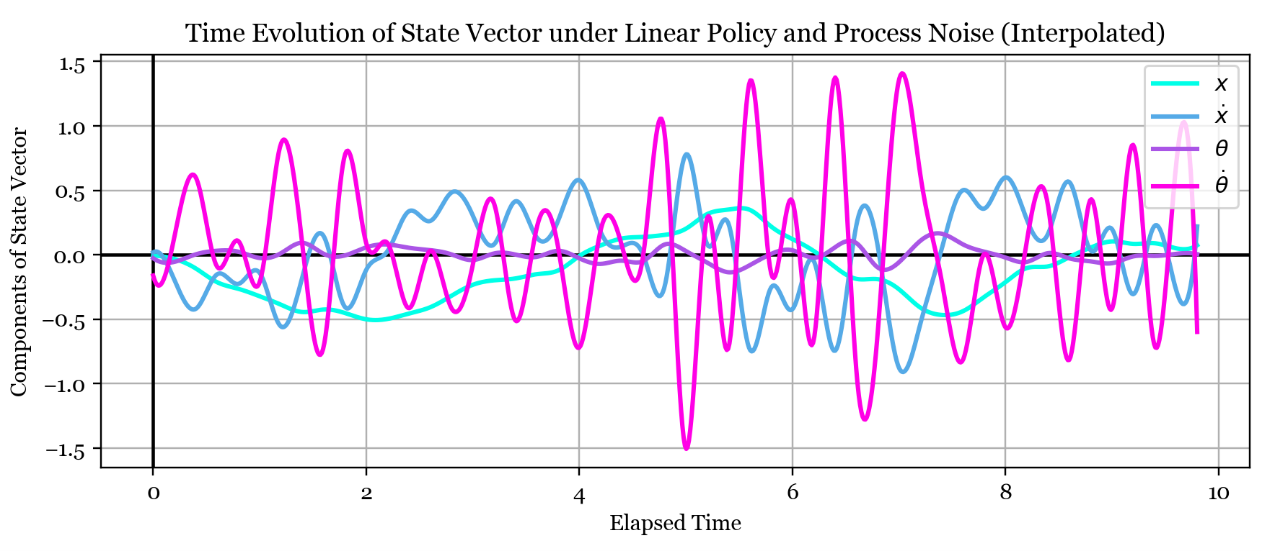 Time Evolution of State Vector under Linear Policy and Process Noise (Interpolated)
Components of State Vector
1.5
1.0
0.5
0.0
−0.5
−1.0
−1.5
x
ẋ
θ
θ̇
0 2 4 6 8 10
Elapsed Time